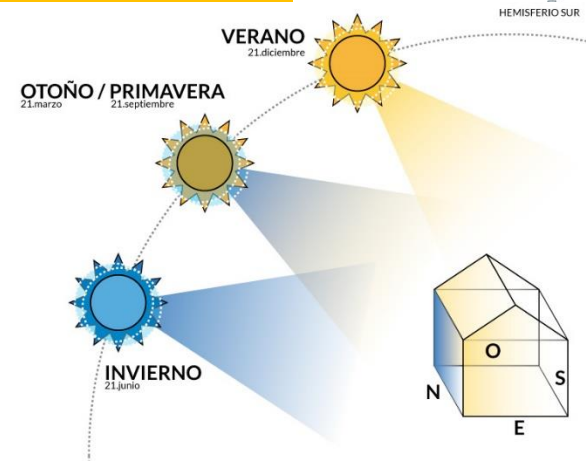 HEMISFERIO SUR
VERANO
21.diciembre
OTOÑO / PRIMAVERA
21.marzo 21.septiembre
INVIERNO
21.junio
O
N
S
E